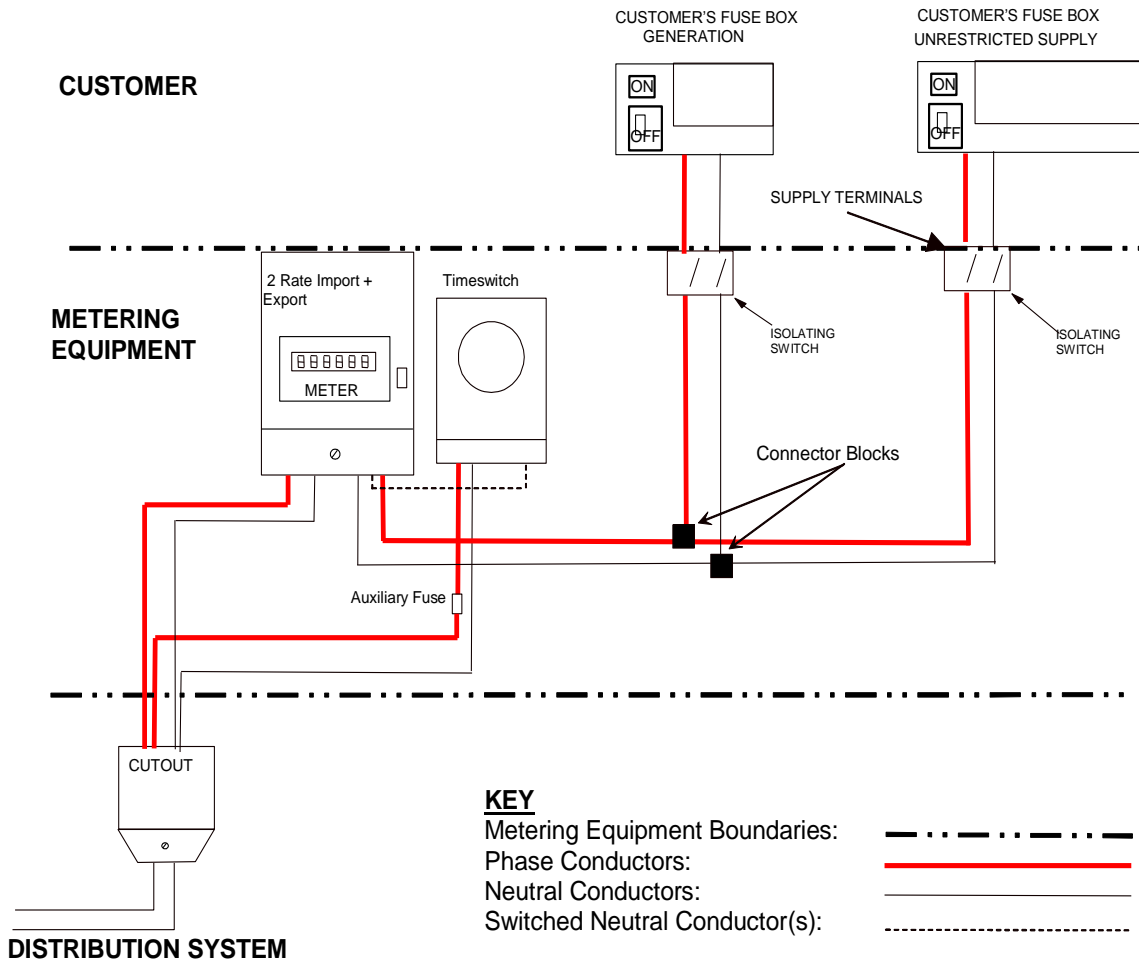 CUSTOMER'S FUSE BOX
GENERATION
CUSTOMER'S FUSE BOX
UNRESTRICTED SUPPLY
CUSTOMER
ON
OFF
ON
OFF
SUPPLY TERMINALS
2 Rate Import +
Export
Timeswitch
METERING
EQUIPMENT
ISOLATING
SWITCH
ISOLATING
SWITCH
METER
Connector Blocks
Auxiliary Fuse
CUTOUT
KEY
Metering Equipment Boundaries:
Phase Conductors:
Neutral Conductors:
Switched Neutral Conductor(s):
DISTRIBUTION SYSTEM